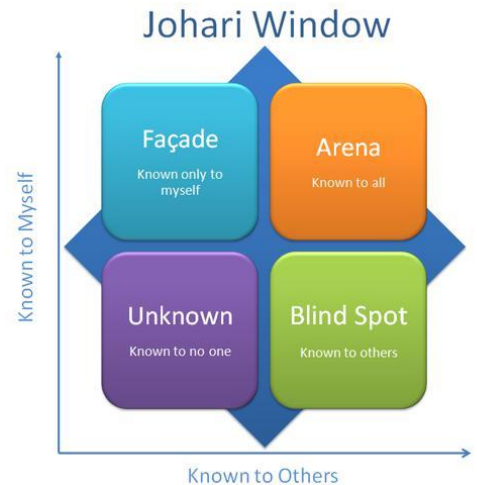 Johari Window
Known to Myself
Façade
Known only to
myself
Arena
Known to all
Unknown
Known to no one
Blind Spot
Known to others
Known to Others